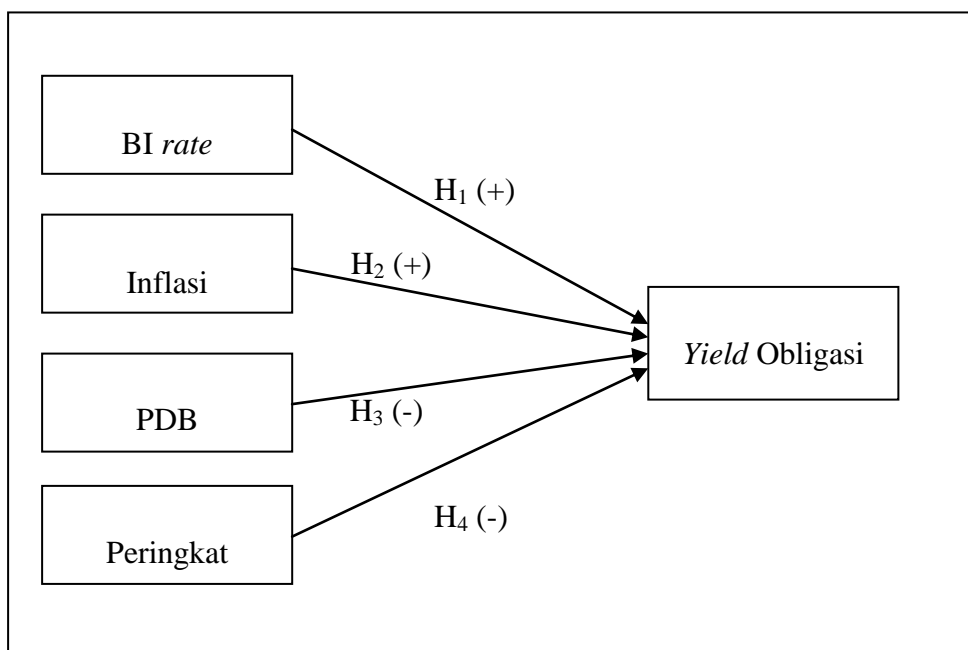 BI rate
H₁ (+)
Inflasi
H₂ (+)
Yield Obligasi
PDB
H₃ (-)
Peringkat
H₄ (-)